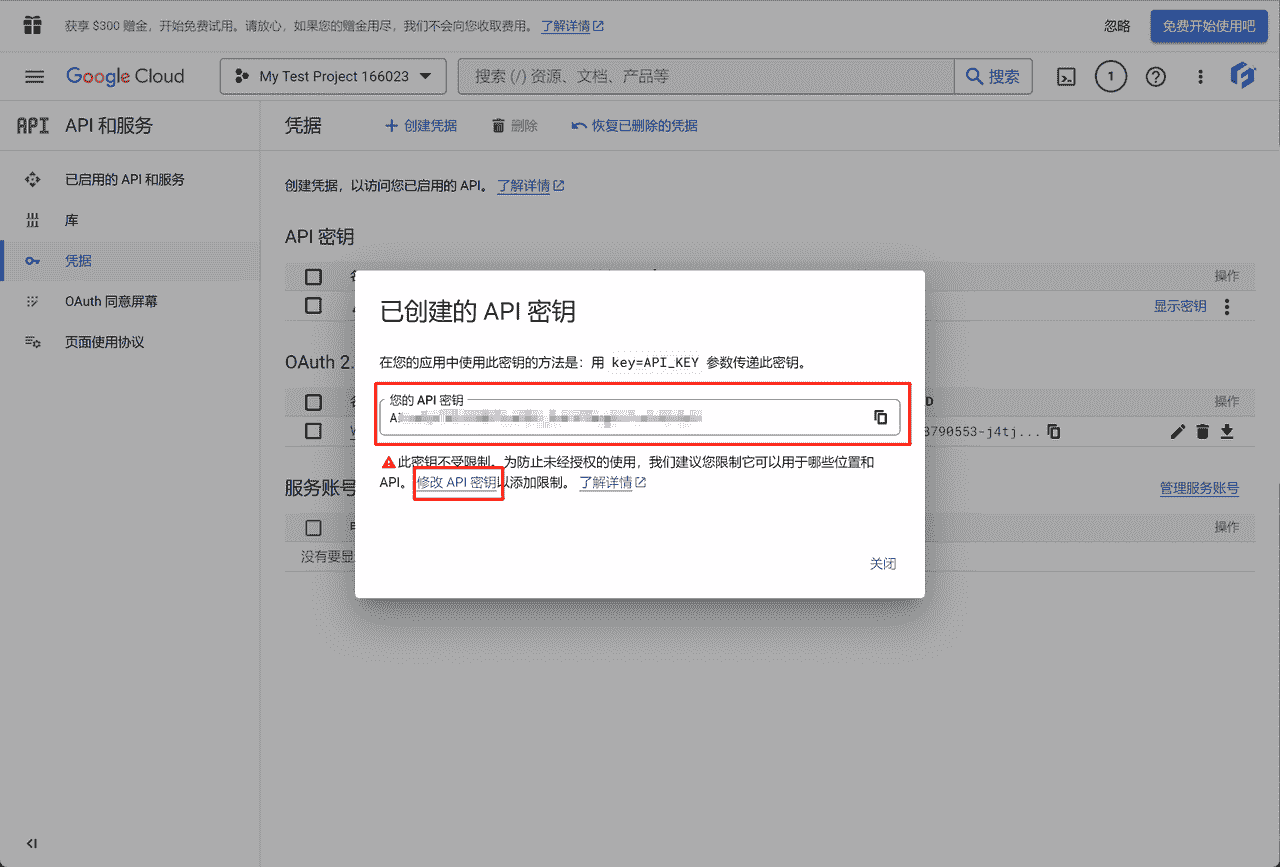 获享 $300 赠金，开始免费试用。请放心，如果您的赠金用尽，我们不会向您收取费用。 了解详情
忽略
免费开始使用吧
Google Cloud
My Test Project 166023
搜索 (/) 资源、文档、产品等
搜索
1
API API 和服务
凭据
创建凭据
删除
恢复已删除的凭据
已启用的 API 和服务
库
凭据
OAuth 同意屏幕
页面使用协议
创建凭据，以访问您已启用的 API。 了解详情
API 密钥
操作
显示密钥
OAuth 2.
操作
3790553-j4tj...
服务账号
管理服务账号
操作
没有要显
已创建的 API 密钥
在您的应用中使用此密钥的方法是：用 key=API_KEY 参数传递此密钥。
您的 API 密钥
此密钥不受限制。为防止未经授权的使用，我们建议您限制它可以用于哪些位置和
API。修改 API 密钥以添加限制。 了解详情
关闭